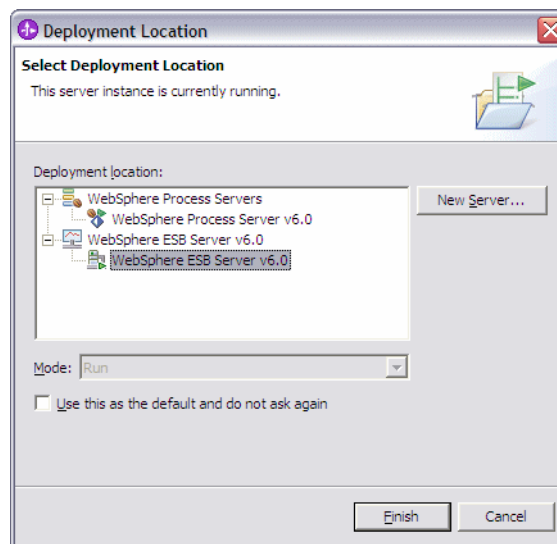 Deployment Location
Select Deployment Location
This server instance is currently running.
Deployment location:
WebSphere Process Servers
WebSphere Process Server v6.0
WebSphere ESB Server v6.0
WebSphere ESB Server v6.0
New Server...
Mode: Run
Use this as the default and do not ask again
Finish Cancel